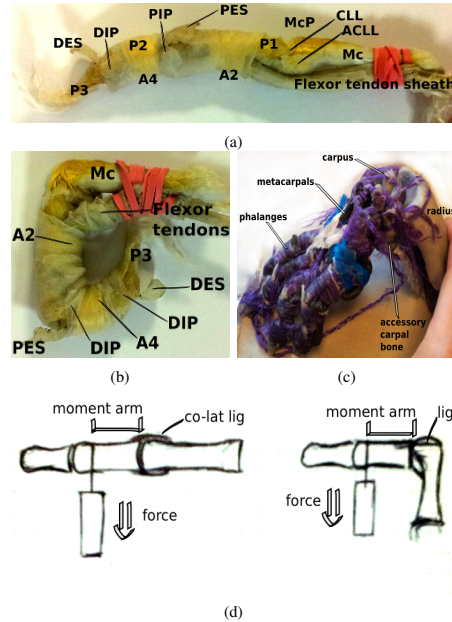 PES
McP
CLL
PIP
ACLL
DIP
DES
P2
P1
Mc
P3
A4
A2
Flexor tendon sheath
(a)
Mc
Flexor
tendons
A2
P3
DES
DIP
PES
DIP
A4
(b)
carpus
metacarpals
phalanges
radius
accessory
carpal
bone
(c)
moment arm
co-lat lig
force
moment arm
lig
force
(d)